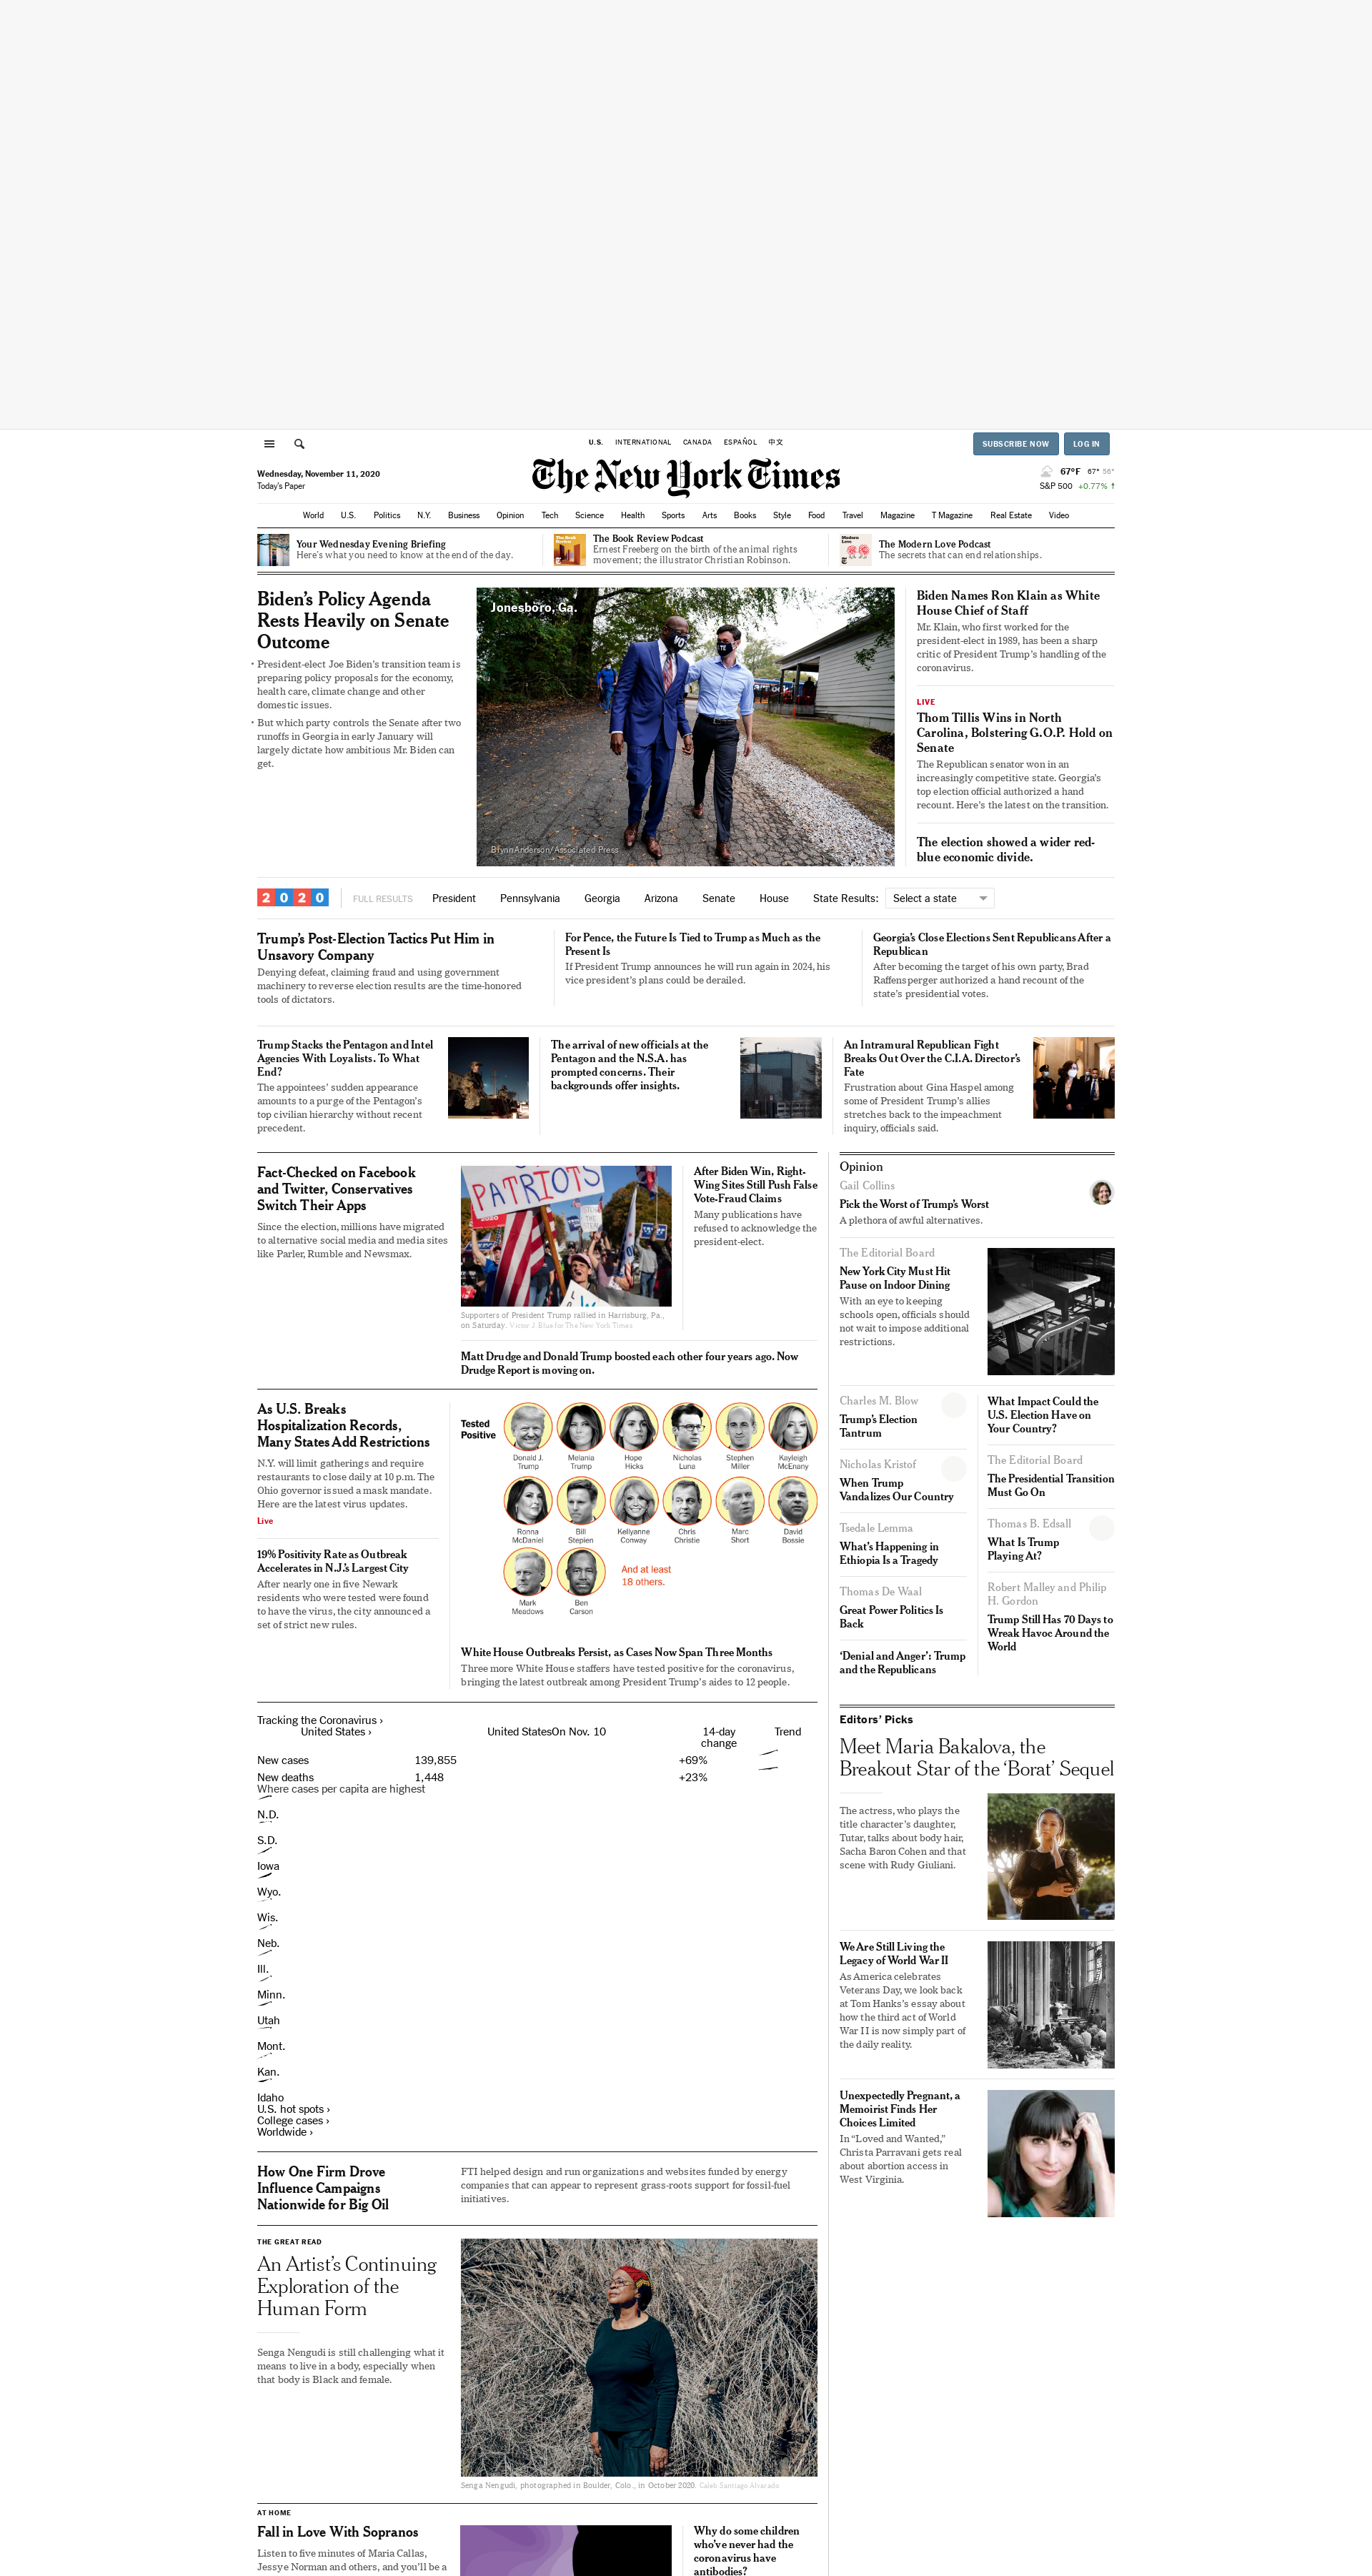 U.S. INTERNATIONAL CANADA ESPAÑOL 中文
SUBSCRIBE NOW
LOG IN
Wednesday, November 11, 2020
Today's Paper
The New York Times
67°F 67° 56°
S&P 500 +0.77% ↑
World U.S. Politics N.Y. Business Opinion Tech Science Health Sports Arts Books Style Food Travel Magazine T Magazine Real Estate Video
Your Wednesday Evening Briefing
Here's what you need to know at the end of the day.
The Book Review Podcast
Ernest Freeberg on the birth of the animal rights
movement; the illustrator Christian Robinson.
Modern
Love
The Modern Love Podcast
The secrets that can end relationships.
Biden's Policy Agenda
Rests Heavily on Senate
Outcome
• President-elect Joe Biden's transition team is
preparing policy proposals for the economy,
health care, climate change and other
domestic issues.
• But which party controls the Senate after two
runoffs in Georgia in early January will
largely dictate how ambitious Mr. Biden can
get.
Jonesboro, Ga.
Brynn Anderson/Associated Press
Biden Names Ron Klain as White
House Chief of Staff
Mr. Klain, who first worked for the
president-elect in 1989, has been a sharp
critic of President Trump's handling of the
coronavirus.
LIVE
Thom Tillis Wins in North
Carolina, Bolstering G.O.P. Hold on
Senate
The Republican senator won in an
increasingly competitive state. Georgia's
top election official authorized a hand
recount. Here's the latest on the transition.
The election showed a wider red-
blue economic divide.
2020
FULL RESULTS President Pennsylvania Georgia Arizona Senate House State Results: Select a state
Trump's Post-Election Tactics Put Him in
Unsavory Company
Denying defeat, claiming fraud and using government
machinery to reverse election results are the time-honored
tools of dictators.
For Pence, the Future Is Tied to Trump as Much as the
Present Is
If President Trump announces he will run again in 2024, his
vice president's plans could be derailed.
Georgia's Close Elections Sent Republicans After a
Republican
After becoming the target of his own party, Brad
Raffensperger authorized a hand recount of the
state's presidential votes.
Trump Stacks the Pentagon and Intel
Agencies With Loyalists. To What
End?
The appointees' sudden appearance
amounts to a purge of the Pentagon's
top civilian hierarchy without recent
precedent.
The arrival of new officials at the
Pentagon and the N.S.A. has
prompted concerns. Their
backgrounds offer insights.
An Intramural Republican Fight
Breaks Out Over the C.I.A. Director's
Fate
Frustration about Gina Haspel among
some of President Trump's allies
stretches back to the impeachment
inquiry, officials said.
Fact-Checked on Facebook
and Twitter, Conservatives
Switch Their Apps
Since the election, millions have migrated
to alternative social media and media sites
like Parler, Rumble and Newsmax.
PATRIOTS
Supporters of President Trump rallied in Harrisburg, Pa.,
on Saturday. Victor J. Blue for The New York Times
After Biden Win, Right-
Wing Sites Still Push False
Vote-Fraud Claims
Many publications have
refused to acknowledge the
president-elect.
Matt Drudge and Donald Trump boosted each other four years ago. Now
Drudge Report is moving on.
As U.S. Breaks
Hospitalization Records,
Many States Add Restrictions
N.Y. will limit gatherings and require
restaurants to close daily at 10 p.m. The
Ohio governor issued a mask mandate.
Here are the latest virus updates.
Live
19% Positivity Rate as Outbreak
Accelerates in N.J.'s Largest City
After nearly one in five Newark
residents who were tested were found
to have the virus, the city announced a
set of strict new rules.
Tested
Positive
Donald J.
Trump
Melania
Trump
Hope
Hicks
Nicholas
Luna
Stephen
Miller
Kayleigh
McEnany
Ronna
McDaniel
Bill
Stepien
Kellyanne
Conway
Chris
Christie
Marc
Short
David
Bossie
Mark
Meadows
Ben
Carson
And at least
18 others.
White House Outbreaks Persist, as Cases Now Span Three Months
Three more White House staffers have tested positive for the coronavirus,
bringing the latest outbreak among President Trump's aides to 12 people.
Tracking the Coronavirus ›
United States › United StatesOn Nov. 10 14-day
change Trend
New cases 139,855 +69%
New deaths 1,448 +23%
Where cases per capita are highest
N.D.
S.D.
Iowa
Wyo.
Wis.
Neb.
Ill.
Minn.
Utah
Mont.
Kan.
Idaho
U.S. hot spots ›
College cases ›
Worldwide ›
How One Firm Drove
Influence Campaigns
Nationwide for Big Oil
FTI helped design and run organizations and websites funded by energy
companies that can appear to represent grass-roots support for fossil-fuel
initiatives.
THE GREAT READ
An Artist's Continuing
Exploration of the
Human Form
Senga Nengudi is still challenging what it
means to live in a body, especially when
that body is Black and female.
Senga Nengudi, photographed in Boulder, Colo., in October 2020. Caleb Santiago Alvarado
AT HOME
Fall in Love With Sopranos
Listen to five minutes of Maria Callas,
Jessye Norman and others, and you'll be a
Why do some children
who've never had the
coronavirus have
antibodies?
Opinion
Gail Collins
Pick the Worst of Trump's Worst
A plethora of awful alternatives.
The Editorial Board
New York City Must Hit
Pause on Indoor Dining
With an eye to keeping
schools open, officials should
not wait to impose additional
restrictions.
Charles M. Blow
Trump's Election
Tantrum
Nicholas Kristof
When Trump
Vandalizes Our Country
Tsedale Lemma
What's Happening in
Ethiopia Is a Tragedy
Thomas De Waal
Great Power Politics Is
Back
'Denial and Anger': Trump
and the Republicans
What Impact Could the
U.S. Election Have on
Your Country?
The Editorial Board
The Presidential Transition
Must Go On
Thomas B. Edsall
What Is Trump
Playing At?
Robert Malley and Philip
H. Gordon
Trump Still Has 70 Days to
Wreak Havoc Around the
World
Editors' Picks
Meet Maria Bakalova, the
Breakout Star of the 'Borat' Sequel
The actress, who plays the
title character's daughter,
Tutar, talks about body hair,
Sacha Baron Cohen and that
scene with Rudy Giuliani.
We Are Still Living the
Legacy of World War II
As America celebrates
Veterans Day, we look back
at Tom Hanks's essay about
how the third act of World
War II is now simply part of
the daily reality.
Unexpectedly Pregnant, a
Memoirist Finds Her
Choices Limited
In "Loved and Wanted,"
Christa Parravani gets real
about abortion access in
West Virginia.